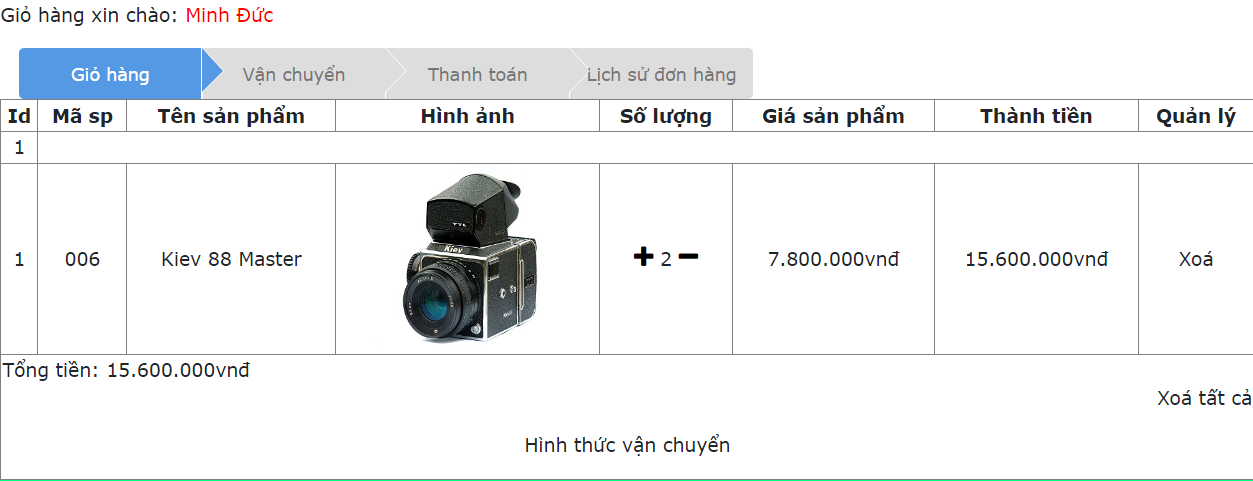 Giỏ hàng xin chào: Minh Đức
Giỏ hàng Vận chuyển Thanh toán Lịch sử đơn hàng
Id Mã sp Tên sản phẩm Hình ảnh Số lượng Giá sản phẩm Thành tiền Quản lý
1
Kiev
1 006 Kiev 88 Master 2 7.800.000vnđ 15.600.000vnđ Xoá
Tổng tiền: 15.600.000vnđ
Xoá tất cả
Hình thức vận chuyển